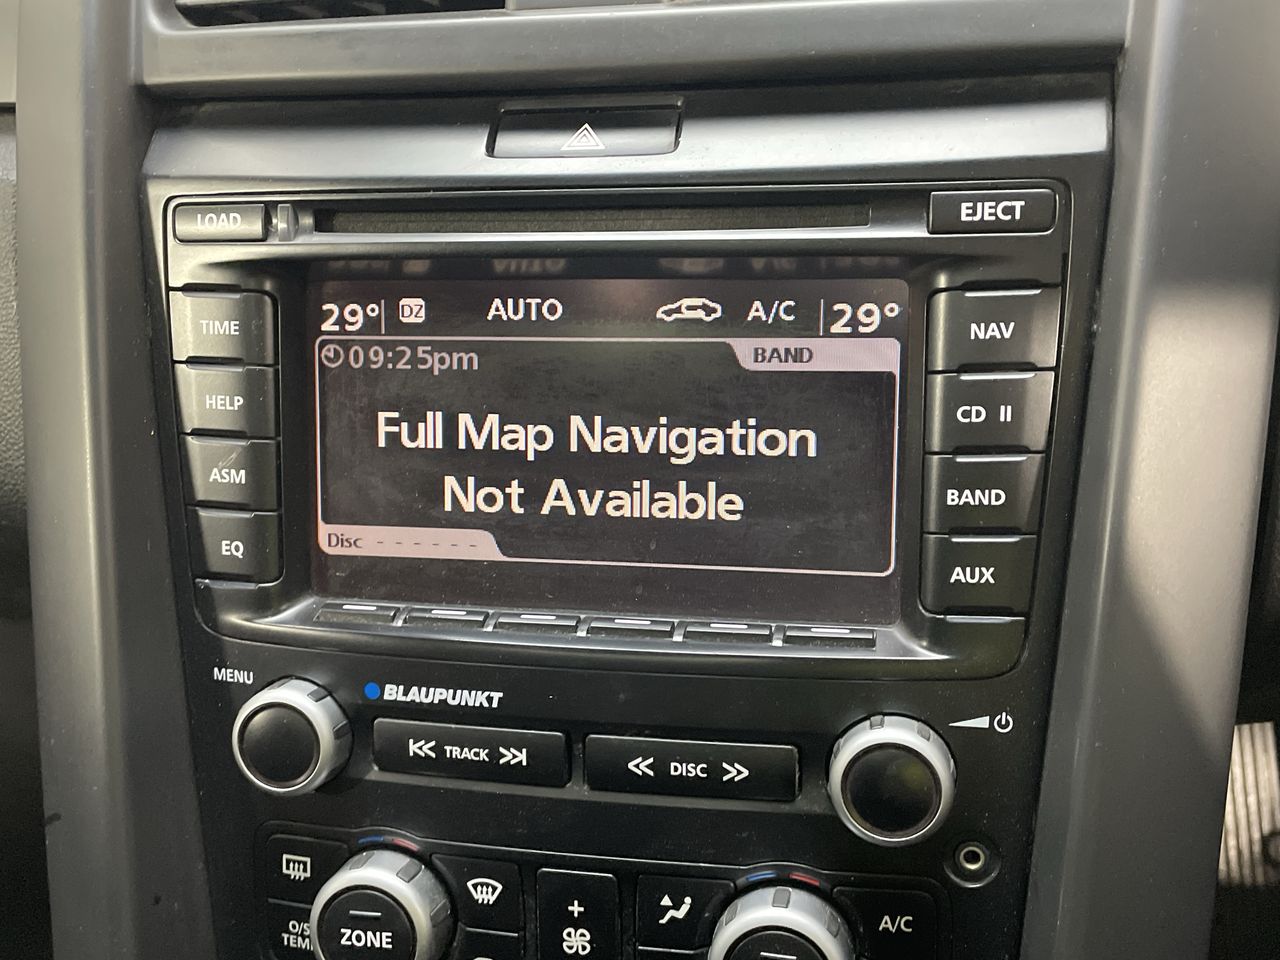 LOAD
EJECT
29° DZ AUTO A/C 29°
09:25pm BAND
Full Map Navigation
Not Available
Disc - - - - - -
TIME
HELP
ASM
EQ
NAV
CD II
BAND
AUX
MENU
BLAUPUNKT
TRACK
DISC
ZONE
A/C
+